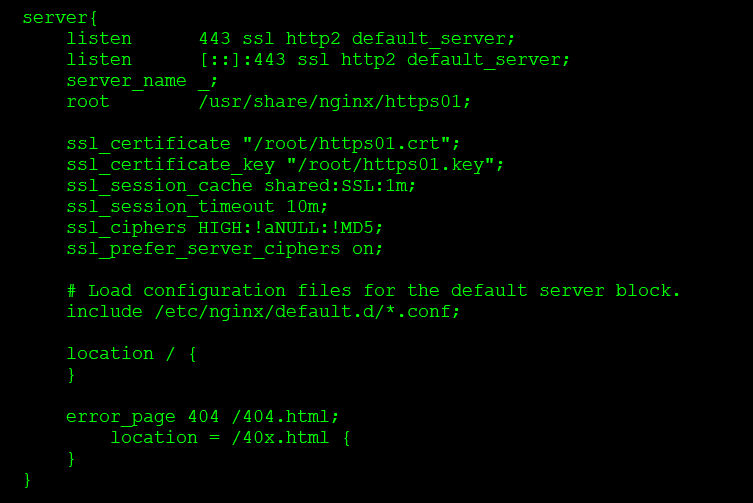 server{
    listen      443 ssl http2 default_server;
    listen      [::]:443 ssl http2 default_server;
    server_name _;
    root        /usr/share/nginx/https01;

    ssl_certificate "/root/https01.crt";
    ssl_certificate_key "/root/https01.key";
    ssl_session_cache shared:SSL:1m;
    ssl_session_timeout 10m;
    ssl_ciphers HIGH:!aNULL:!MD5;
    ssl_prefer_server_ciphers on;

    # Load configuration files for the default server block.
    include /etc/nginx/default.d/*.conf;

    location / {
    }

    error_page 404 /404.html;
        location = /40x.html {
    }
}